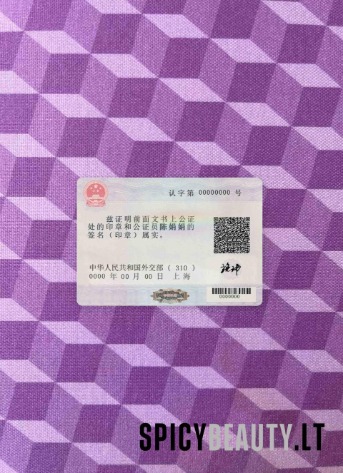 认字第 00000000 号
兹证明前面文书上公证
处的印章和公证员陈娟娟的
签名（印章）属实。
中华人民共和国外交部（310）
0000 年 00 月 00 日 上海
0000000
SPICYBEAUTY.LT